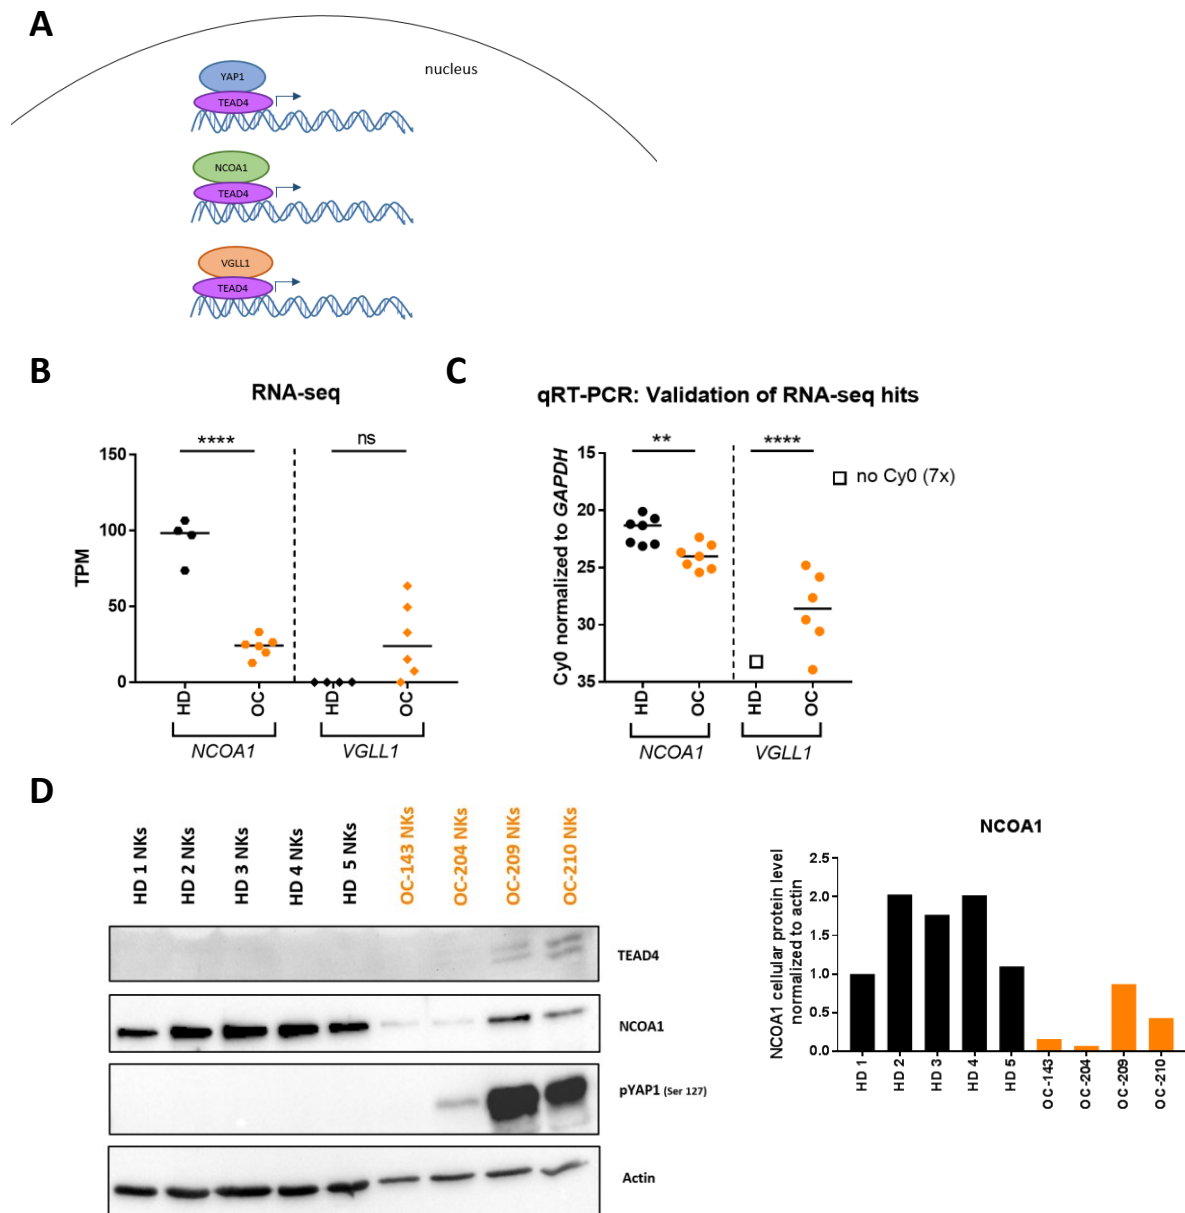 A
nucleus
YAP1
TEAD4
NCOA1
TEAD4
VGLL1
TEAD4
B
RNA-seq
****
ns
TPM
150
100
50
0
HD
OC
HD
OC
NCOA1
VGLL1
C
qRT-PCR: Validation of RNA-seq hits
**
****
no Cy0 (7x)
Cy0 normalized to GAPDH
15
20
25
30
35
HD
OC
HD
OC
NCOA1
VGLL1
D
HD 1 NKs
HD 2 NKs
HD 3 NKs
HD 4 NKs
HD 5 NKs
OC-143 NKs
OC-204 NKs
OC-209 NKs
OC-210 NKs
TEAD4
NCOA1
pYAP1 (Ser 127)
Actin
NCOA1
NCOA1 cellular protein level
normalized to actin
2.5
2.0
1.5
1.0
0.5
0.0
HD 1
HD 2
HD 3
HD 4
HD 5
OC-143
OC-204
OC-209
OC-210